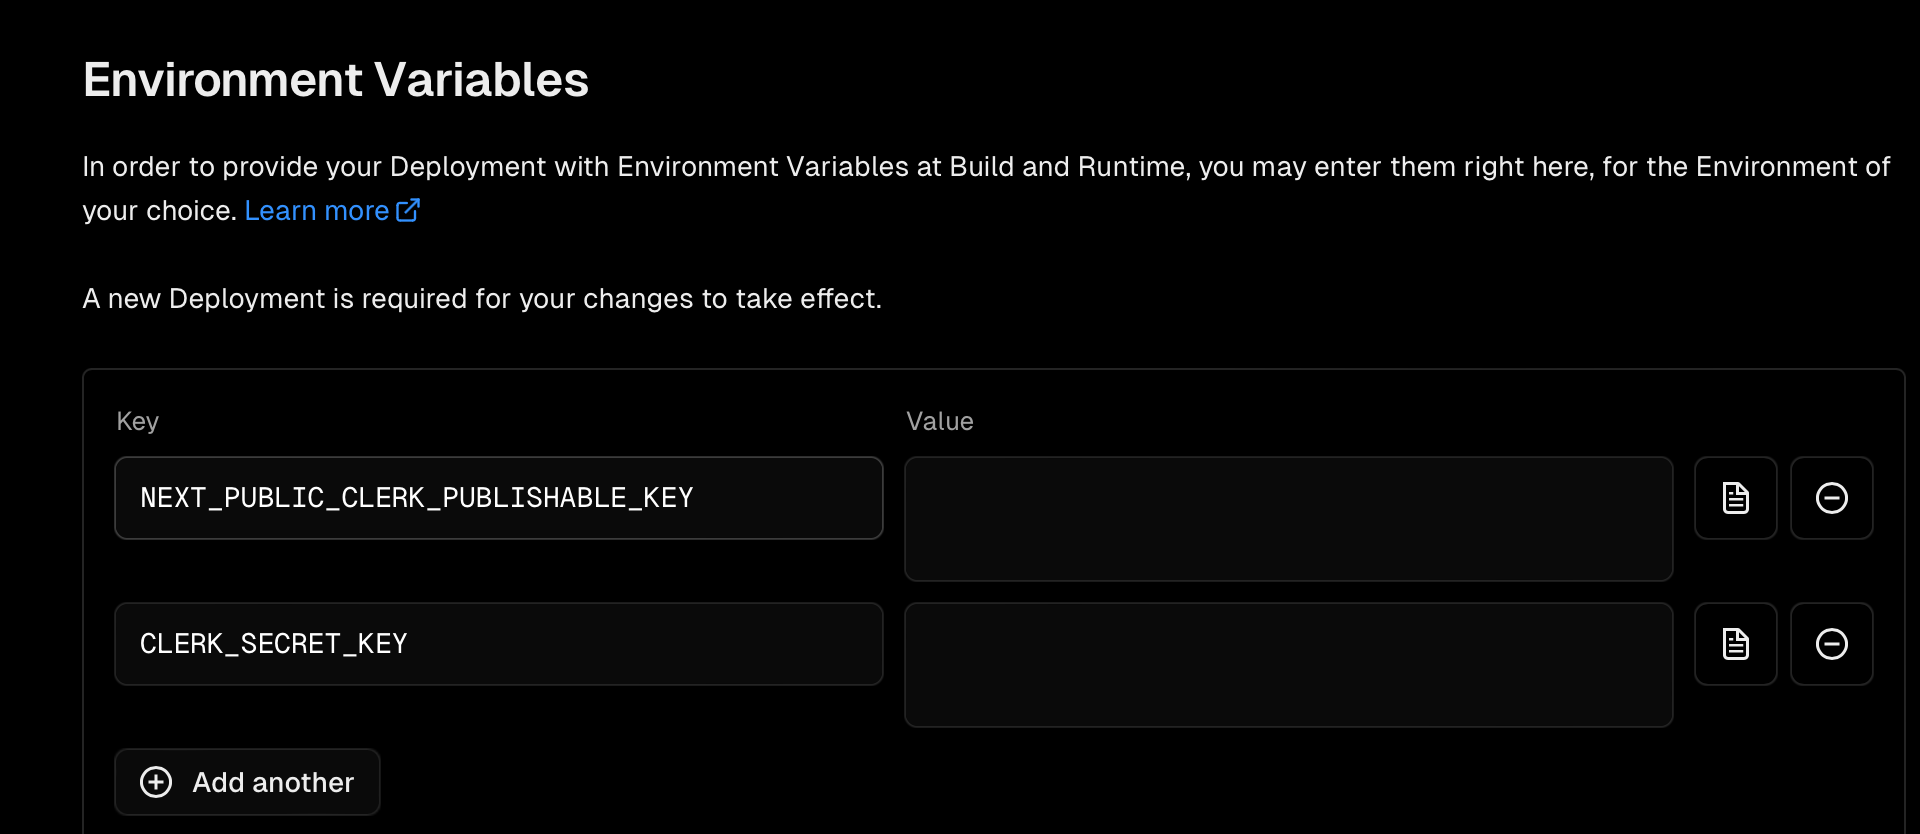 Environment Variables
In order to provide your Deployment with Environment Variables at Build and Runtime, you may enter them right here, for the Environment of
your choice. Learn more
A new Deployment is required for your changes to take effect.
Key Value
NEXT_PUBLIC_CLERK_PUBLISHABLE_KEY
CLERK_SECRET_KEY
Add another